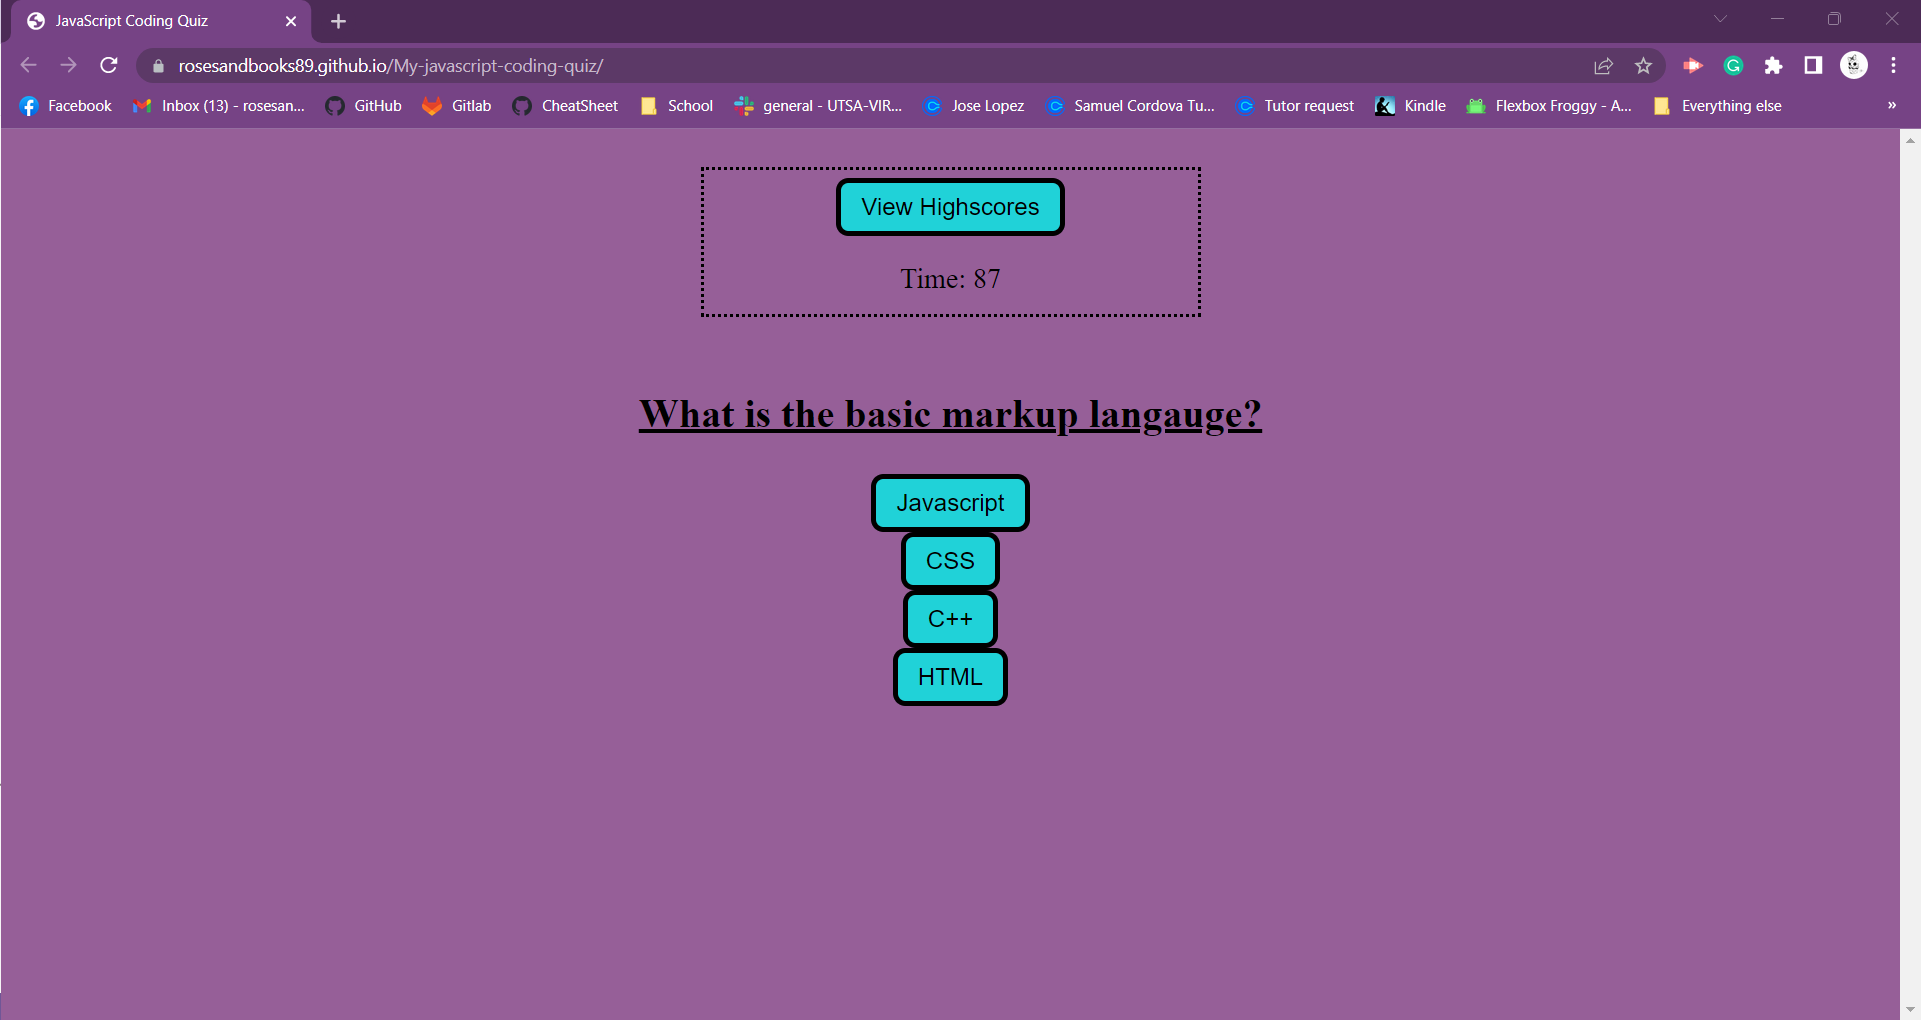 JavaScript Coding Quiz
rosesandbooks89.github.io/My-javascript-coding-quiz/
Facebook Inbox (13) - rosesan... GitHub Gitlab CheatSheet School general - UTSA-VIR... Jose Lopez Samuel Cordova Tu... Tutor request Kindle Flexbox Froggy - A... Everything else »
View Highscores
Time: 87
What is the basic markup langauge?
Javascript
CSS
C++
HTML